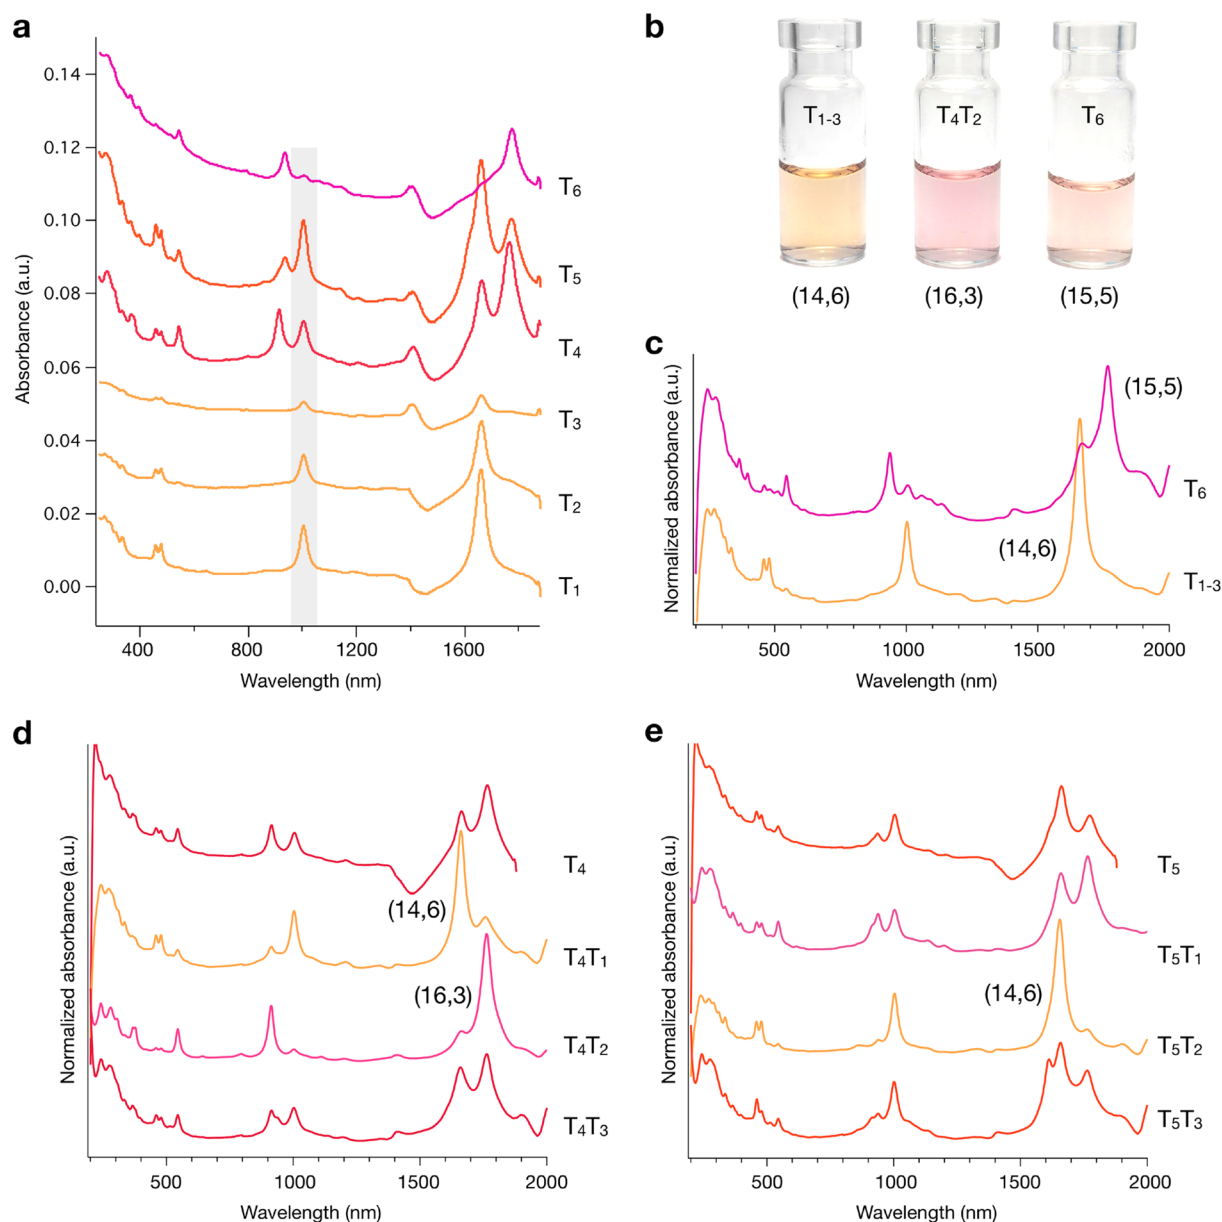 a
Absorbance (a.u.)
0.14
0.12
0.10
0.08
0.06
0.04
0.02
0.00
T6
T5
T4
T3
T2
T1
400
800
1200
1600
Wavelength (nm)
b
T1-3
T4T2
T6
(14,6)
(16,3)
(15,5)
c
Normalized absorbance (a.u.)
(15,5)
T6
(14,6)
T1-3
500
1000
1500
2000
Wavelength (nm)
d
Normalized absorbance (a.u.)
T4
(14,6)
T4T1
(16,3)
T4T2
T4T3
500
1000
1500
2000
Wavelength (nm)
e
Normalized absorbance (a.u.)
T5
T5T1
(14,6)
T5T2
T5T3
500
1000
1500
2000
Wavelength (nm)